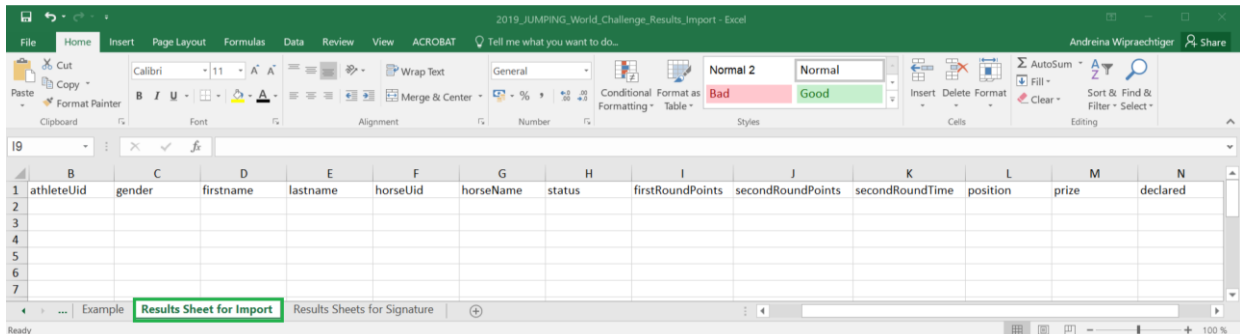 2019_JUMPING_World_Challenge_Results_Import - Excel
File Home Insert Page Layout Formulas Data Review View ACROBAT Tell me what you want to do... Andreina Wipraechtiger Share
Paste Cut Copy Format Painter
Calibri 11 A A
B I U A
Wrap Text
Merge & Center
General
% , .0 .00 .00 .0
Conditional Formatting Format as Table
Normal 2 Normal
Bad Good
Insert Delete Format
AutoSum Fill Clear
Sort & Filter Find & Select
Clipboard Font Alignment Number Styles Cells Editing
I9 fx
B C D E F G H I J K L M N
1 athleteUid gender firstname lastname horseUid horseName status firstRoundPoints secondRoundPoints secondRoundTime position prize declared
2
3
4
5
6
7
... Example Results Sheet for Import Results Sheets for Signature
Ready 100 %